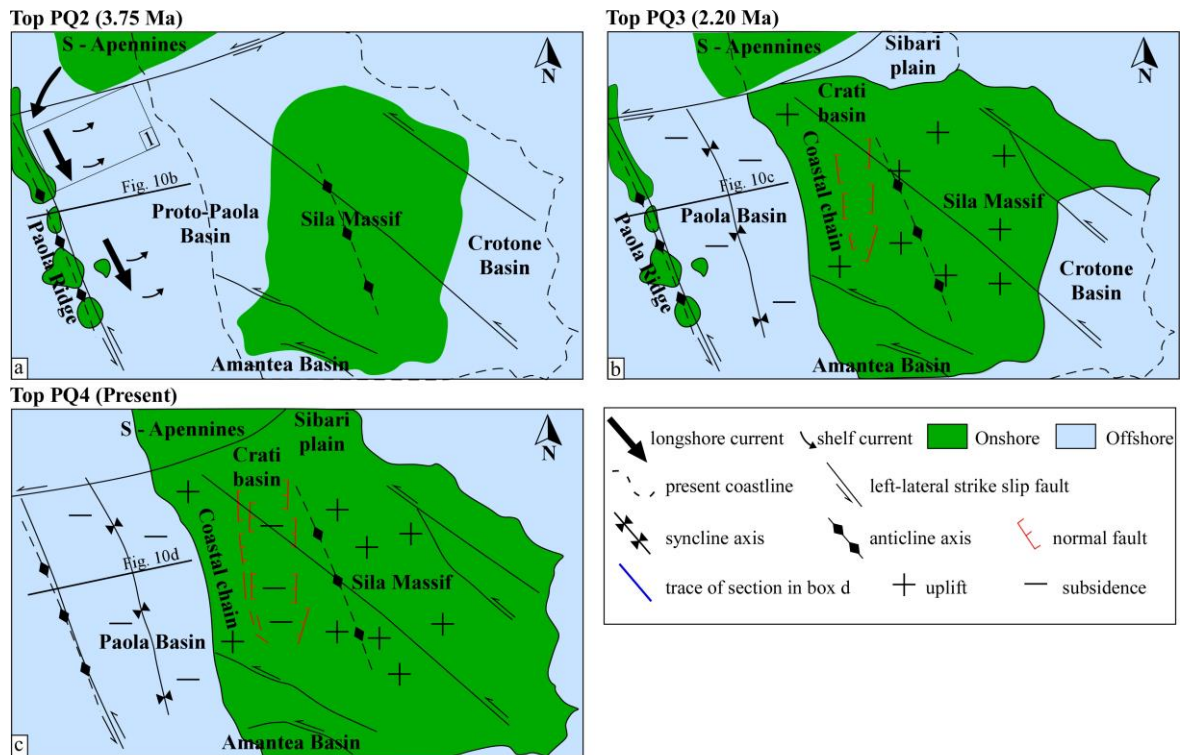 Top PQ2 (3.75 Ma)
S - Apennines
N
1
Fig. 10b
Proto-Paola
Basin
Sila Massif
Crotone
Basin
Paola Ridge
Amantea Basin
a
Top PQ3 (2.20 Ma)
S - Apennines
Sibari
plain
N
Crati
basin
Coastal chain
Fig. 10c
Paola Basin
Sila Massif
Paola Ridge
Crotone
Basin
Amantea Basin
b
Top PQ4 (Present)
S - Apennines
Sibari
plain
N
Crati
basin
Coastal chain
Fig. 10d
Sila Massif
Paola Basin
Amantea Basin
c
longshore current
shelf current
Onshore
Offshore
present coastline
left-lateral strike slip fault
syncline axis
anticline axis
normal fault
trace of section in box d
uplift
subsidence